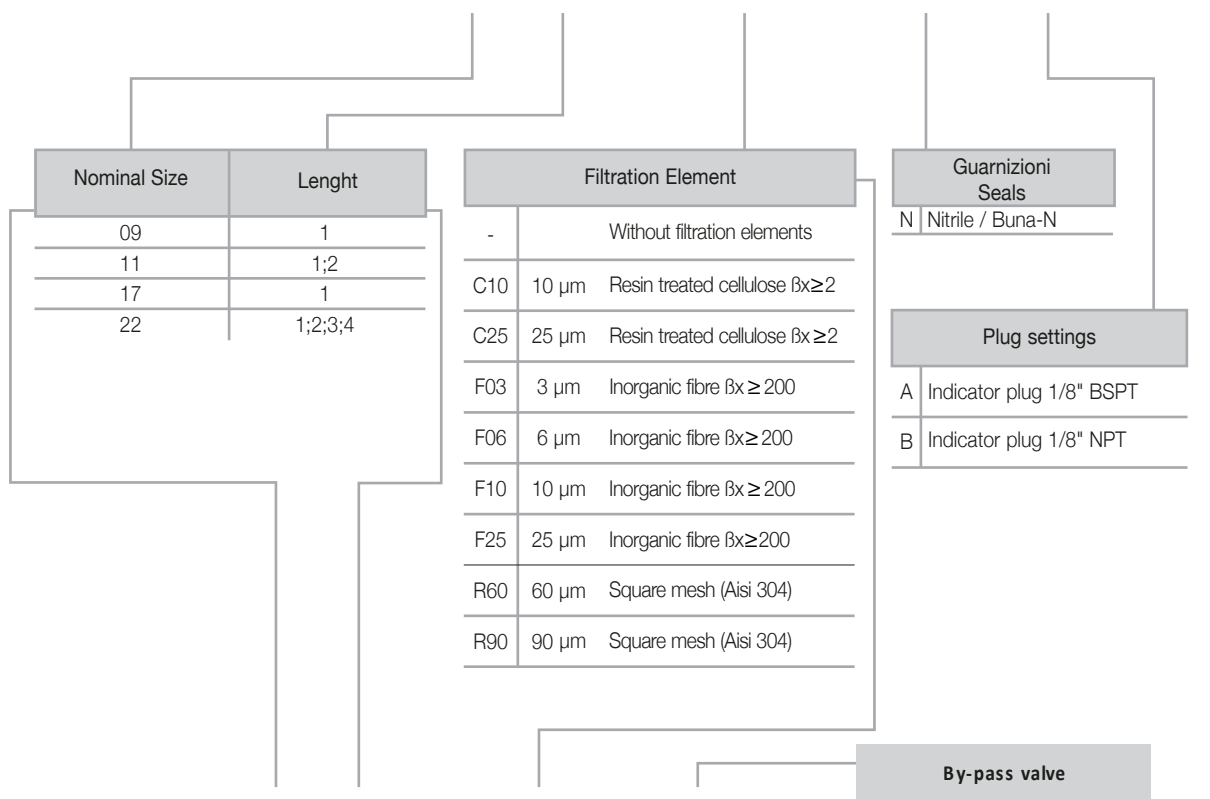 Nominal Size Lenght
09 1
11 1;2
17 1
22 1;2;3;4
Filtration Element
- Without filtration elements
C10 10 µm Resin treated cellulose ßx≥2
C25 25 µm Resin treated cellulose ßx≥2
F03 3 µm Inorganic fibre ßx≥200
F06 6 µm Inorganic fibre ßx≥200
F10 10 µm Inorganic fibre ßx≥200
F25 25 µm Inorganic fibre ßx≥200
R60 60 µm Square mesh (Aisi 304)
R90 90 µm Square mesh (Aisi 304)
Guarnizioni
Seals
N Nitrile / Buna-N
Plug settings
A Indicator plug 1/8" BSPT
B Indicator plug 1/8" NPT
By-pass valve